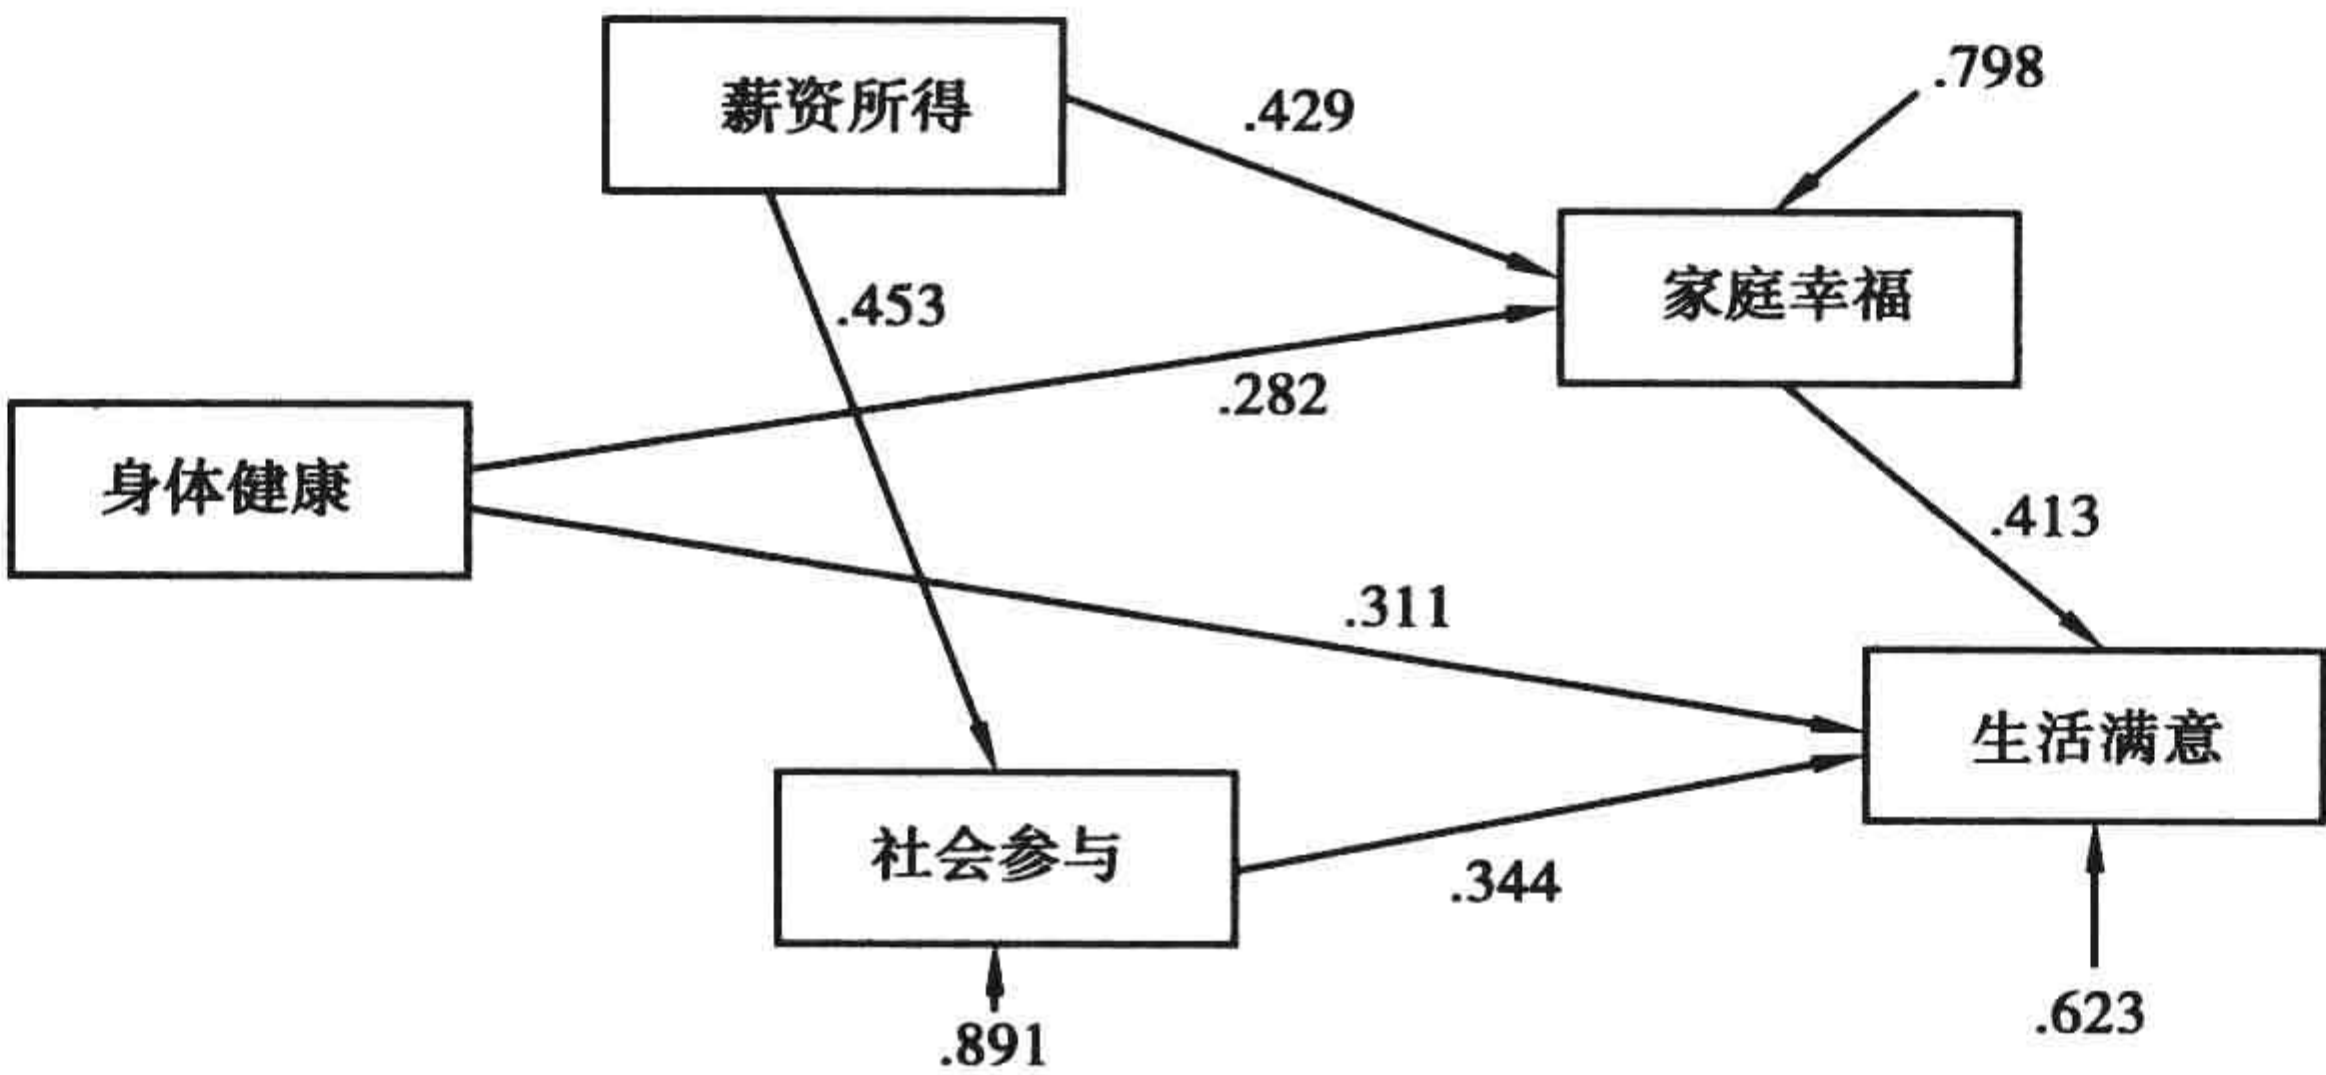 薪资所得
.429
.798
.453
家庭幸福
.282
身体健康
.413
.311
生活满意
社会参与
.344
.891
.623